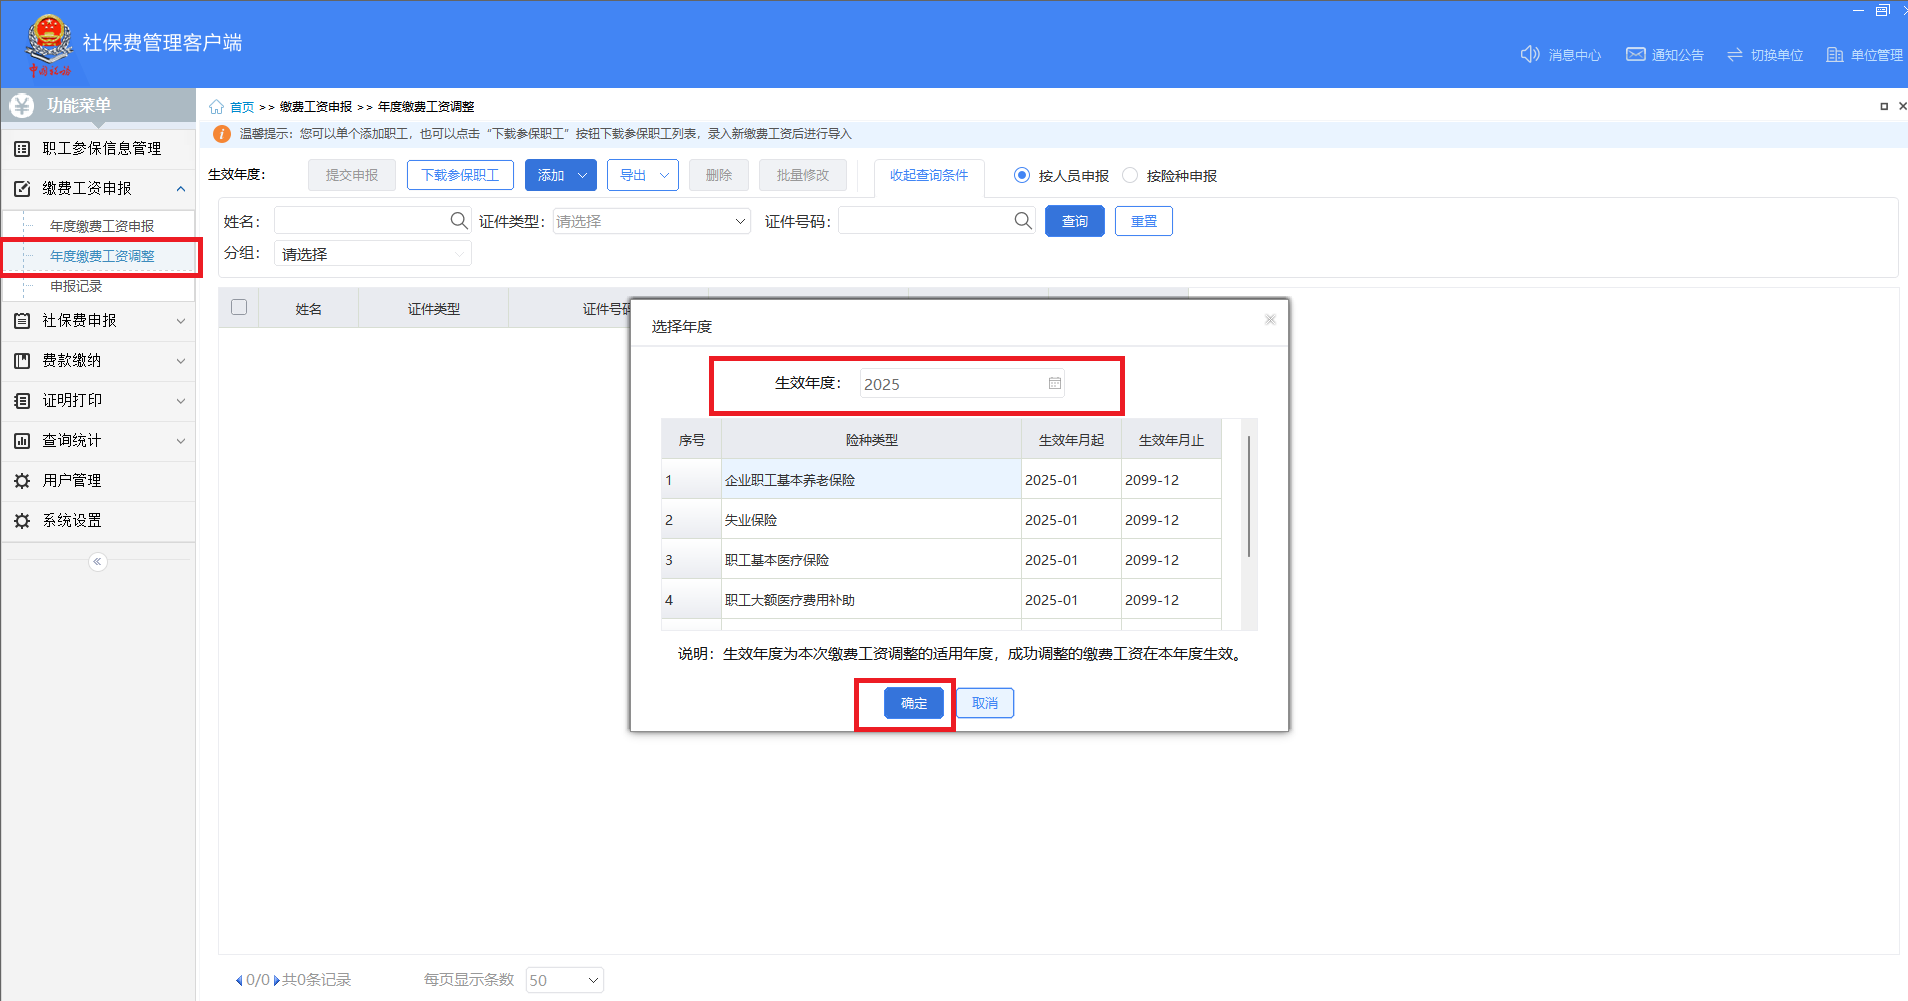 社保费管理客户端
消息中心 通知公告 切换单位 单位管理
功能菜单
首页 >> 缴费工资申报 >> 年度缴费工资调整
温馨提示：您可以单个添加职工，也可以点击“下载参保职工”按钮下载参保职工列表，录入新缴费工资后进行导入
职工参保信息管理
缴费工资申报
年度缴费工资申报
年度缴费工资调整
申报记录
社保费申报
费款缴纳
证明打印
查询统计
用户管理
系统设置
生效年度： 提交申报 下载参保职工 添加 导出 删除 批量修改 收起查询条件 按人员申报 按险种申报
姓名： 证件类型： 请选择 证件号码： 查询 重置
分组： 请选择
姓名 证件类型 证件号码
选择年度
生效年度： 2025
序号 险种类型 生效年月起 生效年月止
1 企业职工基本养老保险 2025-01 2099-12
2 失业保险 2025-01 2099-12
3 职工基本医疗保险 2025-01 2099-12
4 职工大额医疗费用补助 2025-01 2099-12
说明：生效年度为本次缴费工资调整的适用年度，成功调整的缴费工资在本年度生效。
确定 取消
0/0 共0条记录 每页显示条数 50